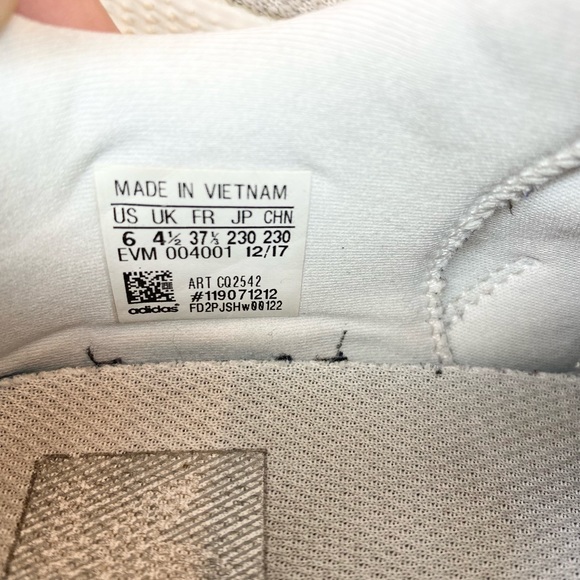 MADE IN VIETNAM
US UK FR JP CHN
6 4½ 37⅓ 230 230
EVM 004001 12/17
ART CQ2542
#119071212
adidas FD2PJSHW00122